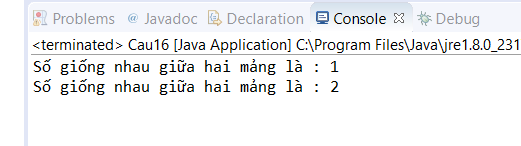 Problems @ Javadoc Declaration Console Debug
<terminated> Cau16 [Java Application] C:\Program Files\Java\jre1.8.0_231
Số giống nhau giữa hai mảng là : 1
Số giống nhau giữa hai mảng là : 2